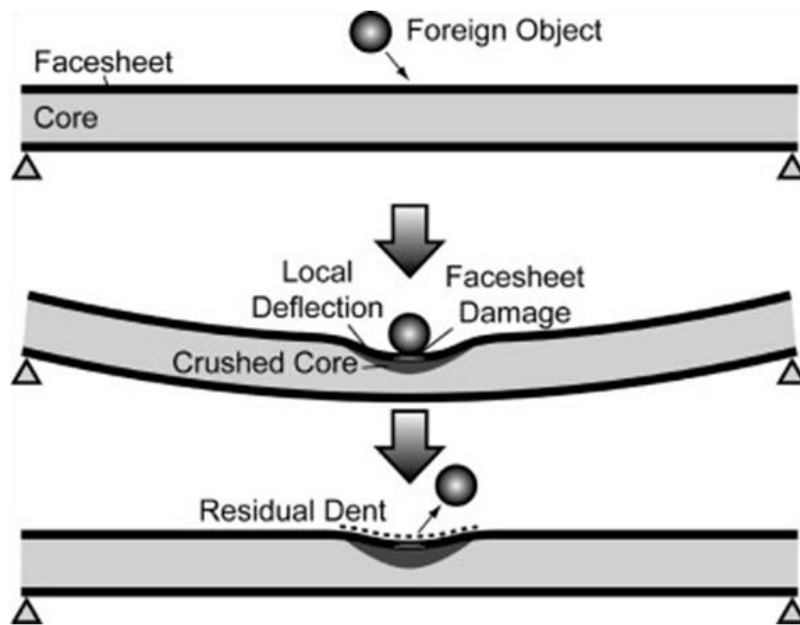 Foreign Object
Facesheet
Core
Local
Deflection
Facesheet
Damage
Crushed Core
Residual Dent